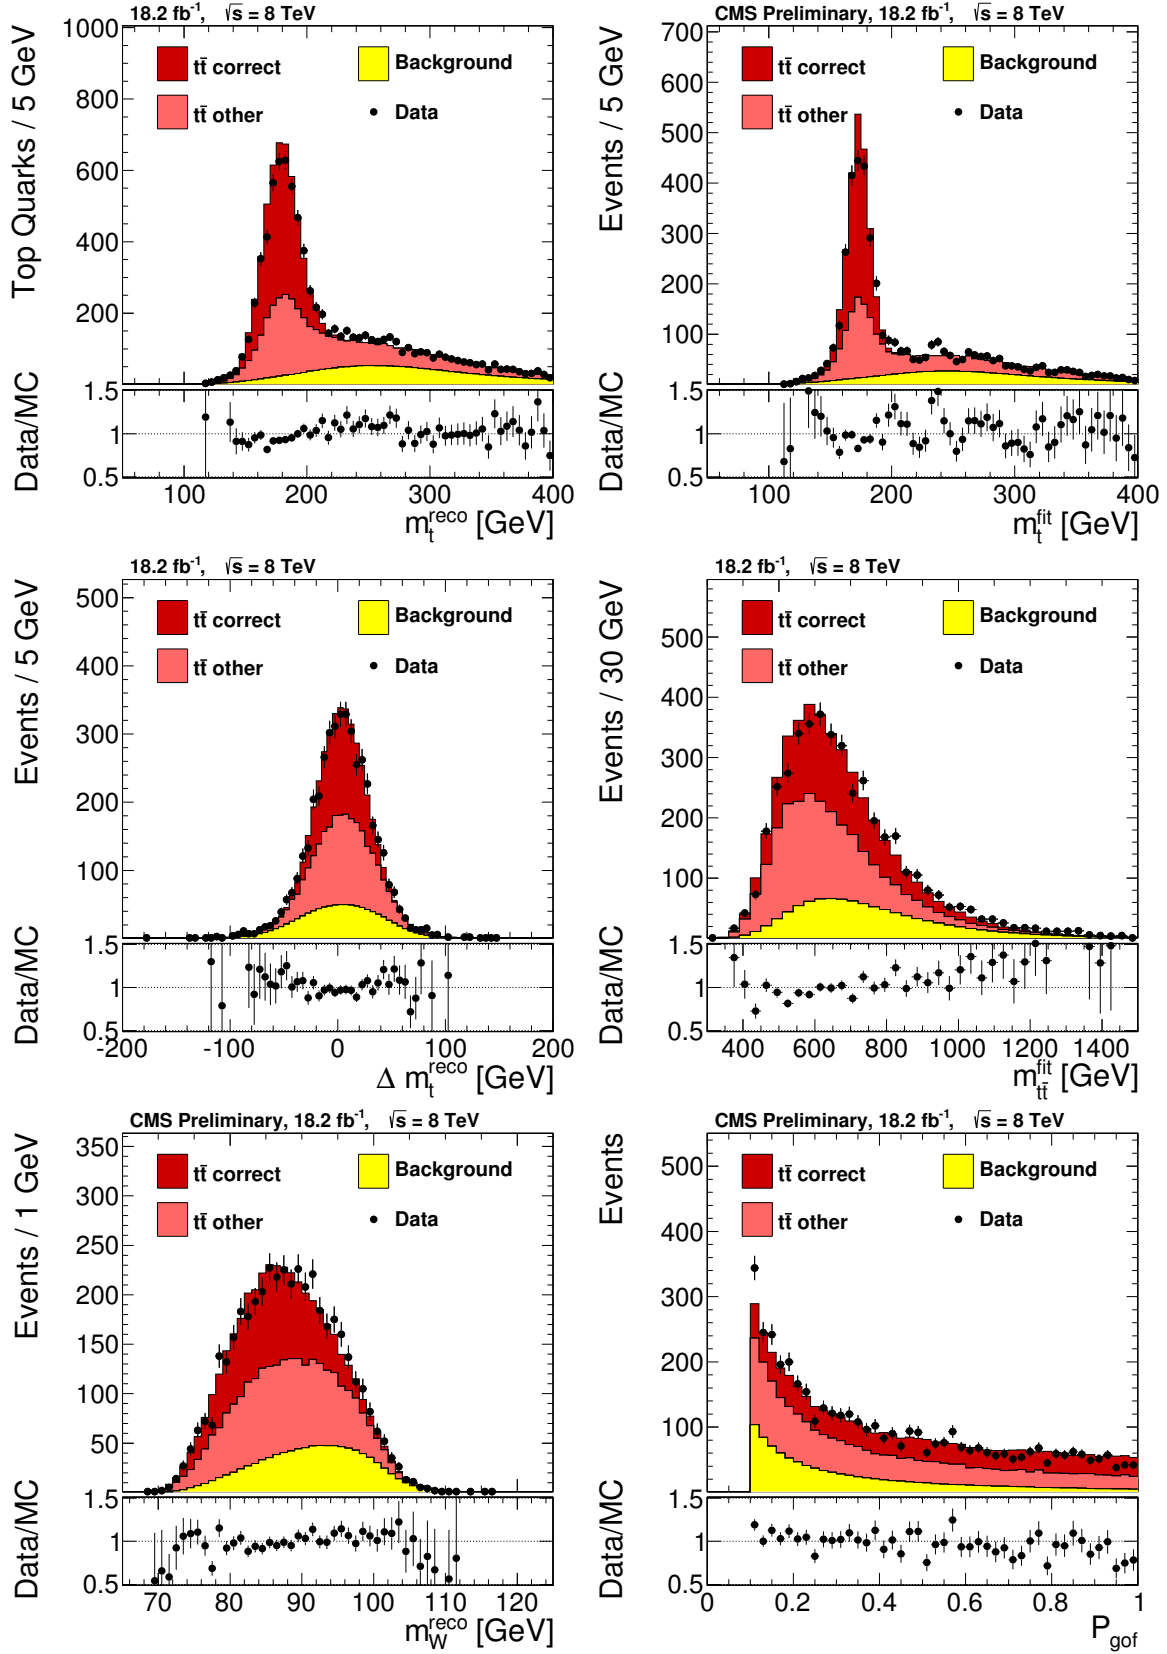 18.2 fb⁻¹, √s = 8 TeV
Top Quarks / 5 GeV
1000
800
600
400
200
tt̄ correct
Background
tt̄ other
Data
Data/MC
1.5
1
0.5
100 200 300 400
m_t^reco [GeV]
CMS Preliminary, 18.2 fb⁻¹, √s = 8 TeV
Events / 5 GeV
700
600
500
400
300
200
100
tt̄ correct
Background
tt̄ other
Data
Data/MC
1.5
1
0.5
100 200 300 400
m_t^fit [GeV]
18.2 fb⁻¹, √s = 8 TeV
Events / 5 GeV
500
400
300
200
100
tt̄ correct
Background
tt̄ other
Data
Data/MC
1.5
1
0.5
-200 -100 0 100 200
Δ m_t^reco [GeV]
18.2 fb⁻¹, √s = 8 TeV
Events / 30 GeV
500
400
300
200
100
tt̄ correct
Background
tt̄ other
Data
Data/MC
1.5
1
0.5
400 600 800 1000 1200 1400
m_tt̄^fit [GeV]
CMS Preliminary, 18.2 fb⁻¹, √s = 8 TeV
Events / 1 GeV
350
300
250
200
150
100
50
tt̄ correct
Background
tt̄ other
Data
Data/MC
1.5
1
0.5
70 80 90 100 110 120
m_W^reco [GeV]
CMS Preliminary, 18.2 fb⁻¹, √s = 8 TeV
Events
500
400
300
200
100
tt̄ correct
Background
tt̄ other
Data
Data/MC
1.5
1
0.5
0 0.2 0.4 0.6 0.8 1
P_gof